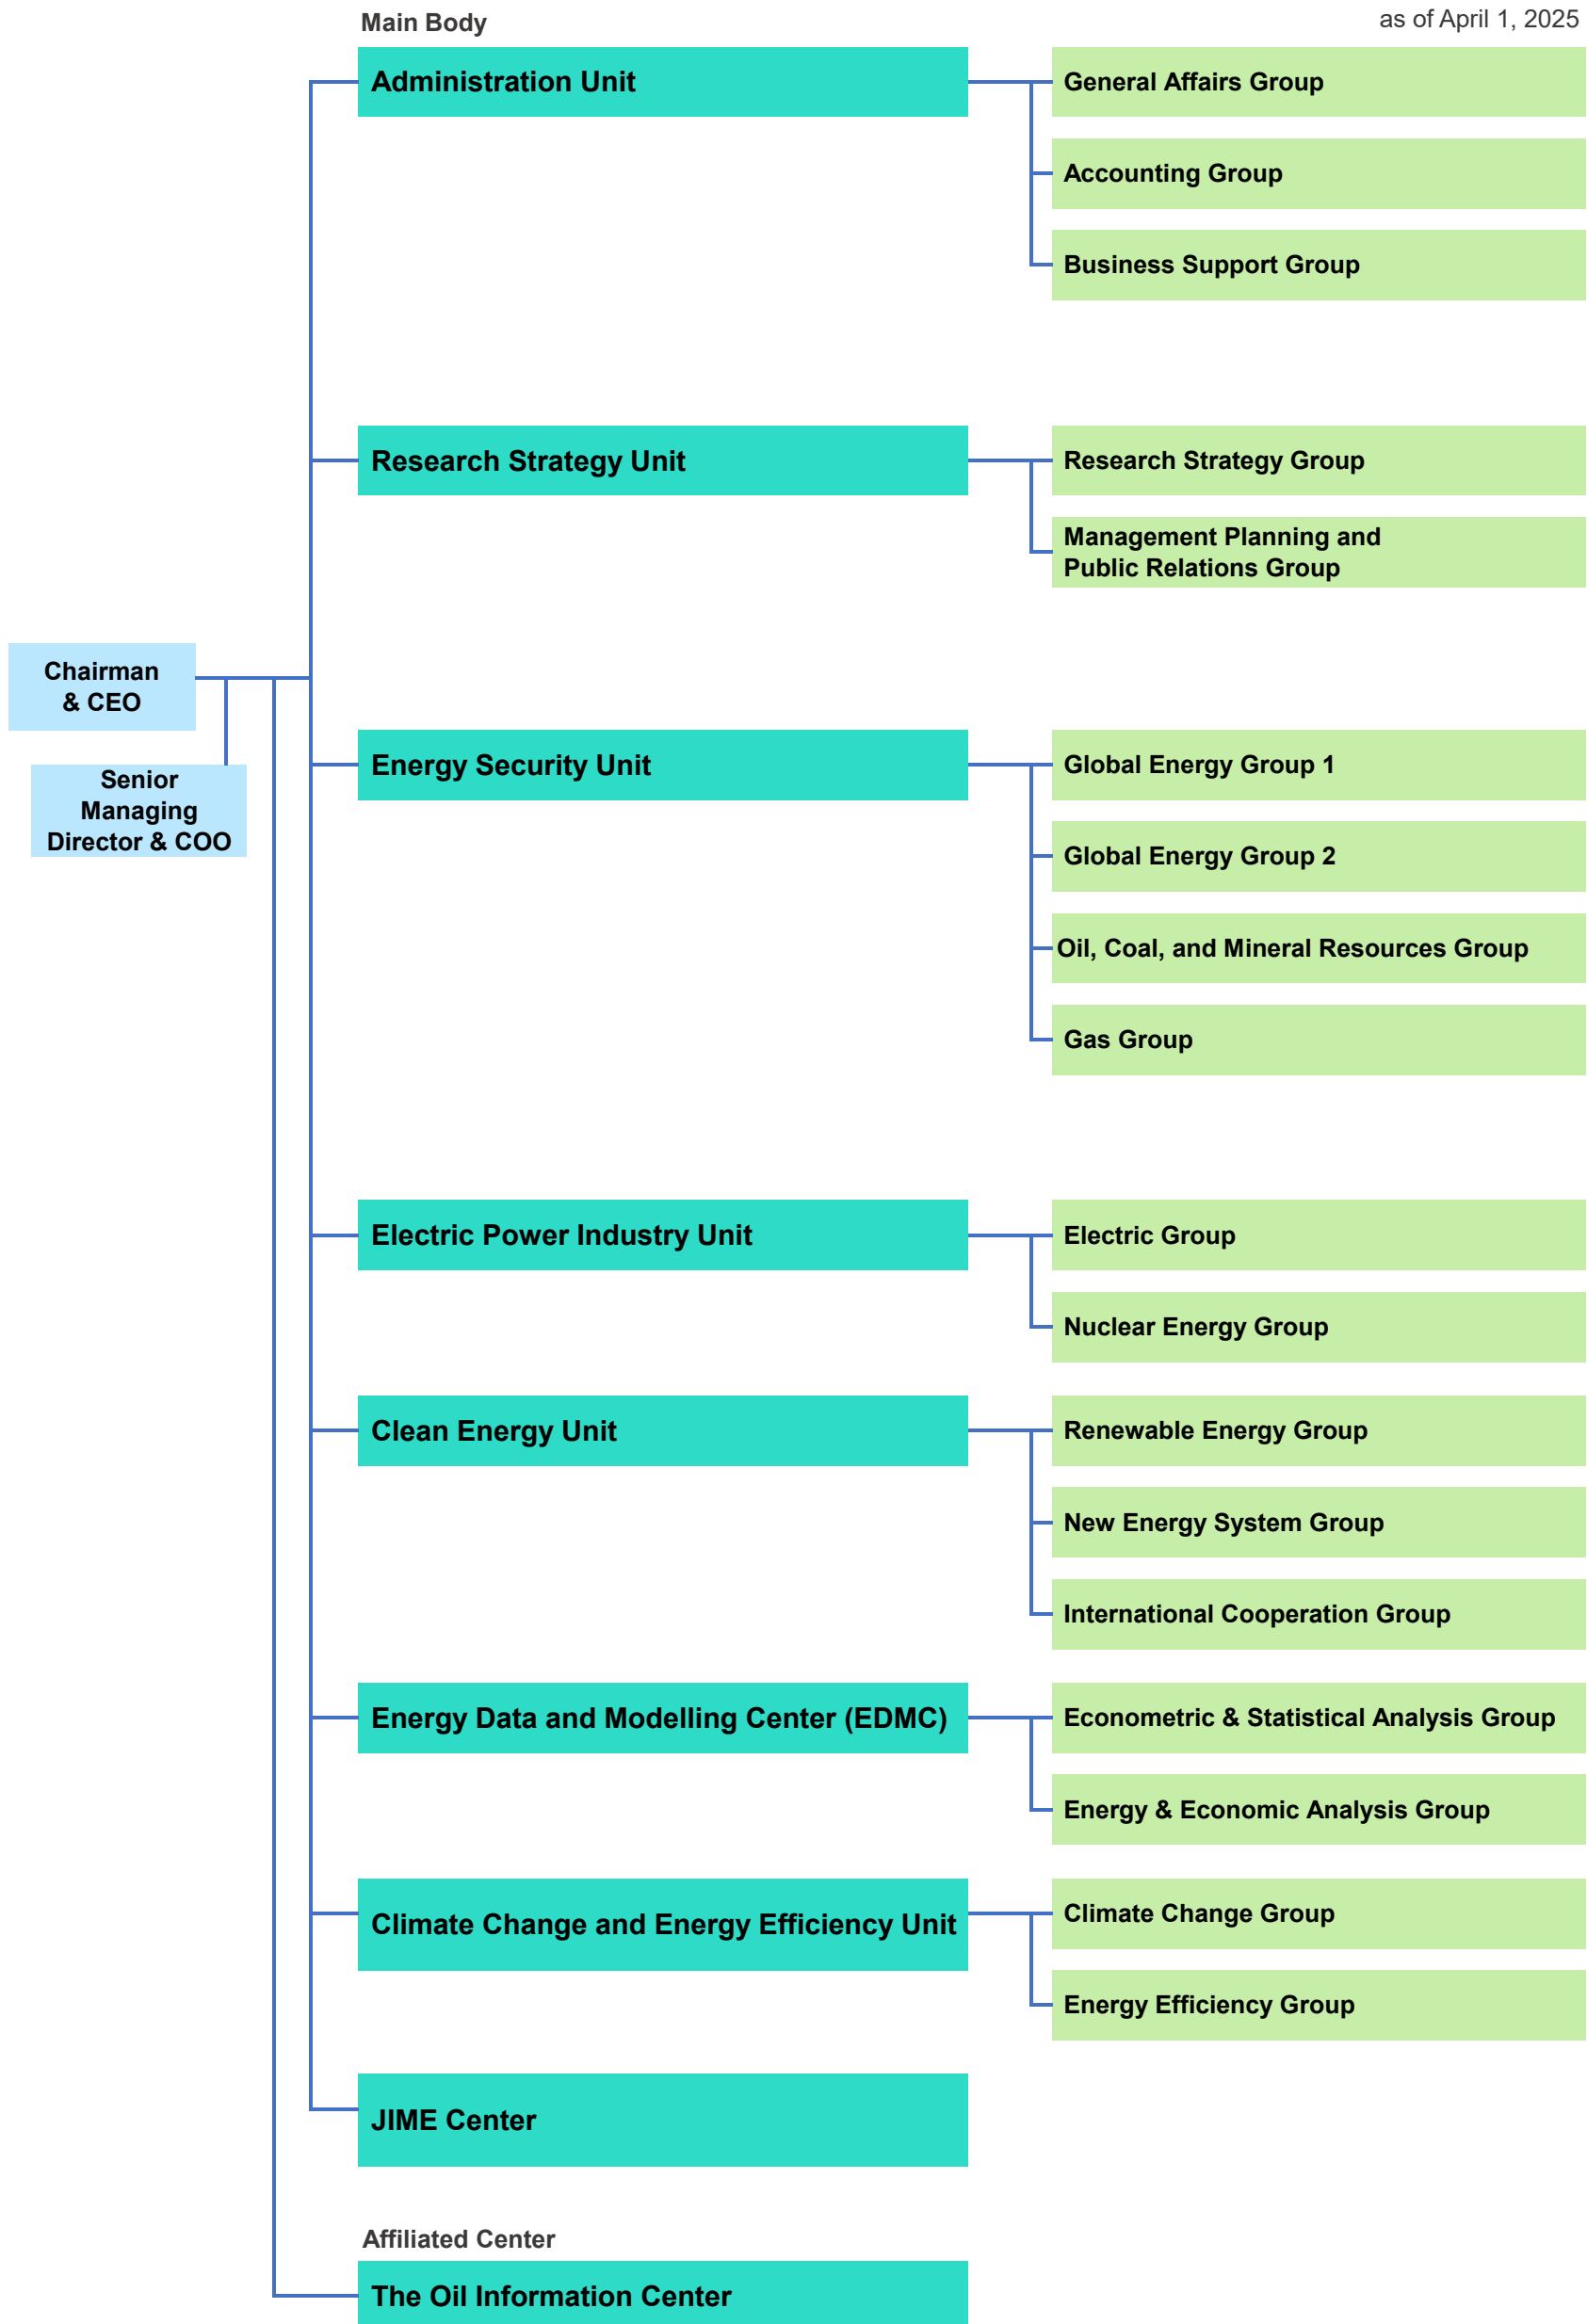 Main Body
as of April 1, 2025
Administration Unit
General Affairs Group
Accounting Group
Business Support Group
Research Strategy Unit
Research Strategy Group
Management Planning and
Public Relations Group
Chairman
& CEO
Senior
Managing
Director & COO
Energy Security Unit
Global Energy Group 1
Global Energy Group 2
Oil, Coal, and Mineral Resources Group
Gas Group
Electric Power Industry Unit
Electric Group
Nuclear Energy Group
Clean Energy Unit
Renewable Energy Group
New Energy System Group
International Cooperation Group
Energy Data and Modelling Center (EDMC)
Econometric & Statistical Analysis Group
Energy & Economic Analysis Group
Climate Change and Energy Efficiency Unit
Climate Change Group
Energy Efficiency Group
JIME Center
Affiliated Center
The Oil Information Center